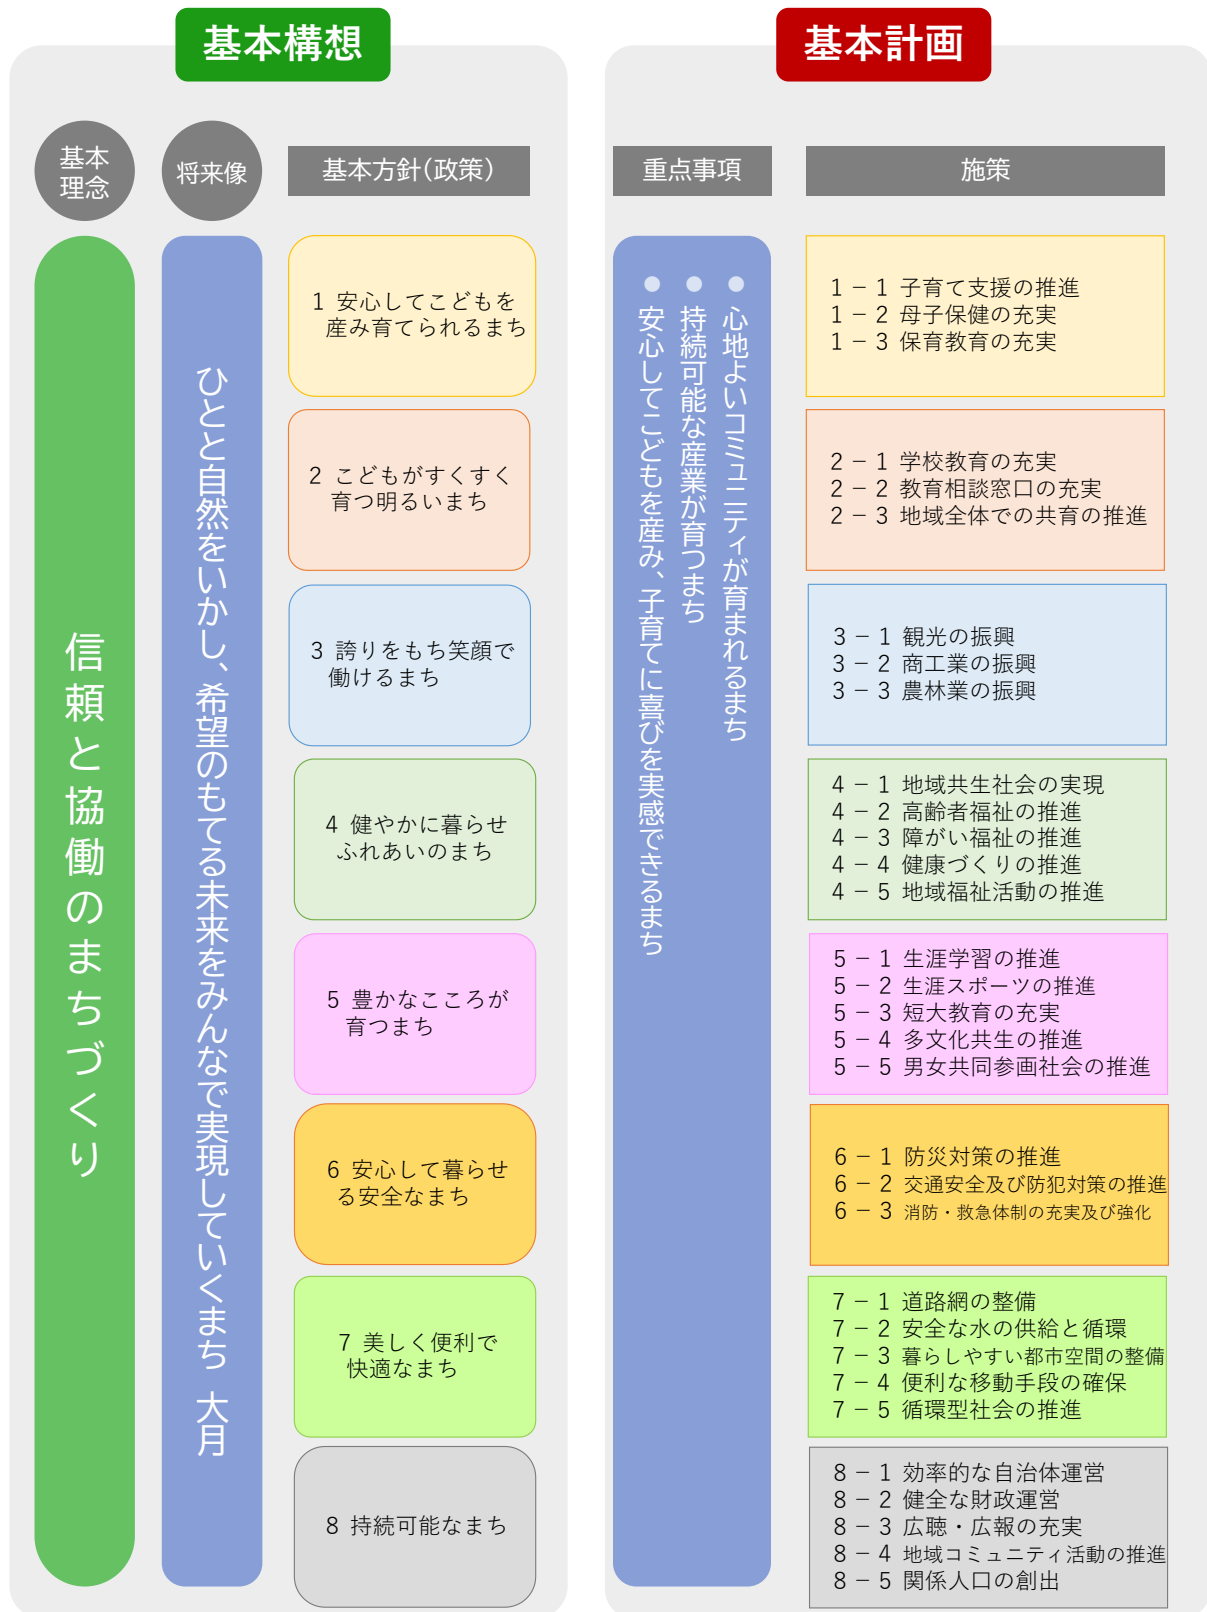 基本構想
基本
理念
将来像
基本方針(政策)
信頼と協働のまちづくり
ひとと自然をいかし、希望のもてる未来をみんなで実現していくまち 大月
1 安心してこどもを
産み育てられるまち
2 こどもがすくすく
育つ明るいまち
3 誇りをもち笑顔で
働けるまち
4 健やかに暮らせ
ふれあいのまち
5 豊かなこころが
育つまち
6 安心して暮らせ
る安全なまち
7 美しく便利で
快適なまち
8 持続可能なまち
基本計画
重点事項
施策
● 心地よいコミュニティが育まれるまち
● 持続可能な産業が育つまち
● 安心してこどもを産み、子育てに喜びを実感できるまち
1－1 子育て支援の推進
1－2 母子保健の充実
1－3 保育教育の充実
2－1 学校教育の充実
2－2 教育相談窓口の充実
2－3 地域全体での共育の推進
3－1 観光の振興
3－2 商工業の振興
3－3 農林業の振興
4－1 地域共生社会の実現
4－2 高齢者福祉の推進
4－3 障がい福祉の推進
4－4 健康づくりの推進
4－5 地域福祉活動の推進
5－1 生涯学習の推進
5－2 生涯スポーツの推進
5－3 短大教育の充実
5－4 多文化共生の推進
5－5 男女共同参画社会の推進
6－1 防災対策の推進
6－2 交通安全及び防犯対策の推進
6－3 消防・救急体制の充実及び強化
7－1 道路網の整備
7－2 安全な水の供給と循環
7－3 暮らしやすい都市空間の整備
7－4 便利な移動手段の確保
7－5 循環型社会の推進
8－1 効率的な自治体運営
8－2 健全な財政運営
8－3 広聴・広報の充実
8－4 地域コミュニティ活動の推進
8－5 関係人口の創出